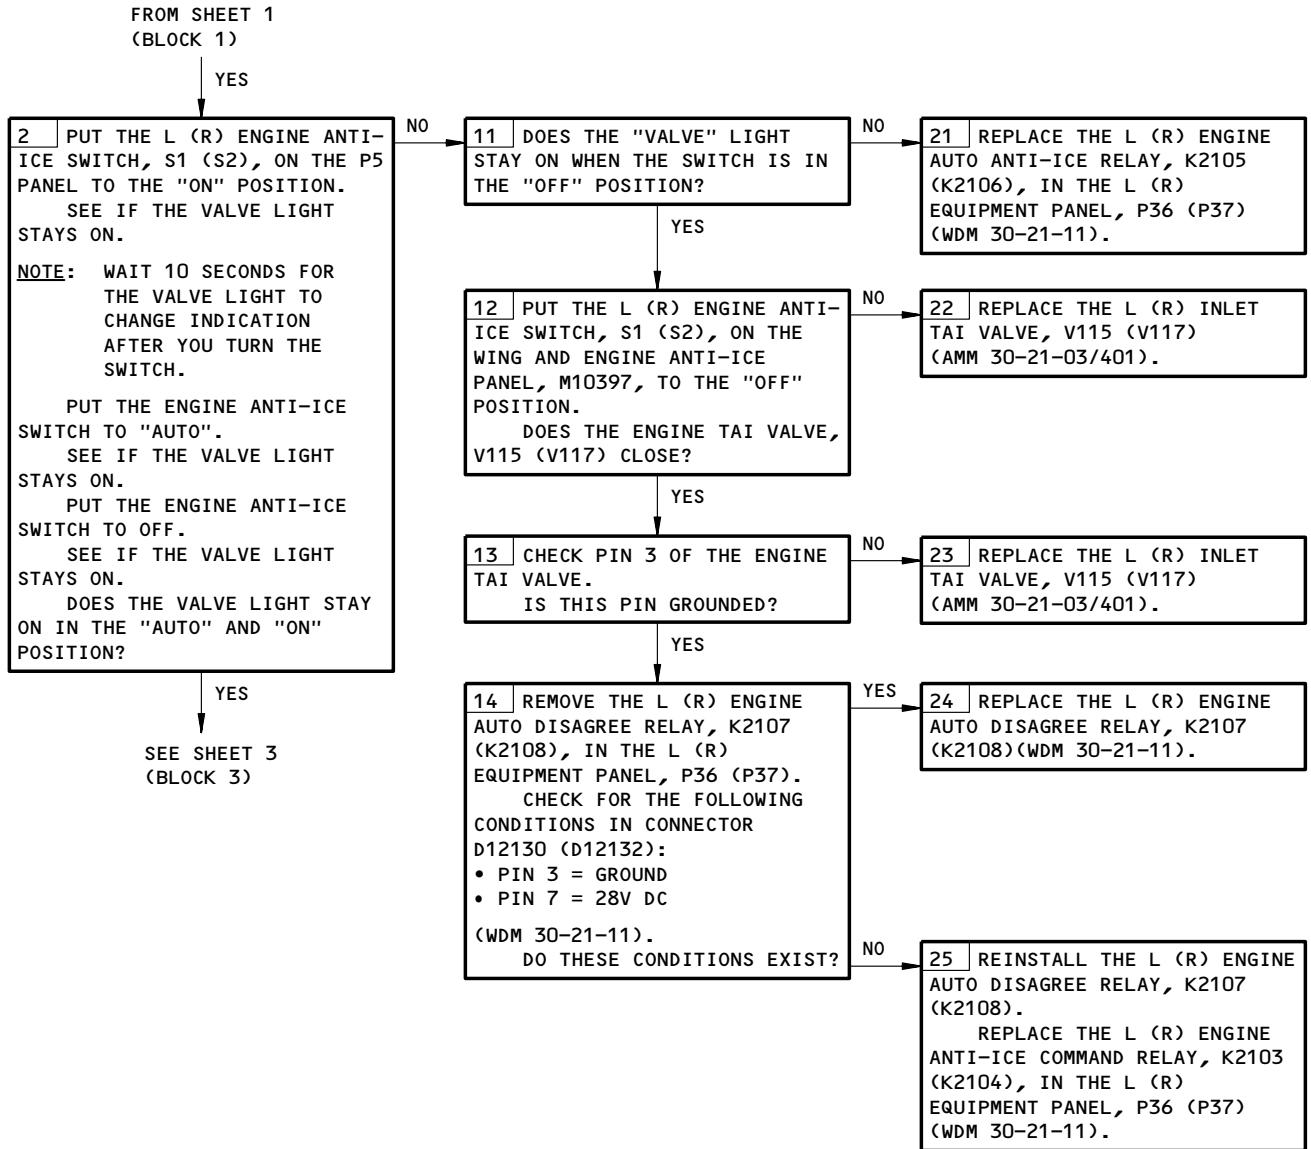 FROM SHEET 1
(BLOCK 1)
YES
2 PUT THE L (R) ENGINE ANTI-
ICE SWITCH, S1 (S2), ON THE P5
PANEL TO THE "ON" POSITION.
SEE IF THE VALVE LIGHT
STAYS ON.
NOTE: WAIT 10 SECONDS FOR
THE VALVE LIGHT TO
CHANGE INDICATION
AFTER YOU TURN THE
SWITCH.
PUT THE ENGINE ANTI-ICE
SWITCH TO "AUTO".
SEE IF THE VALVE LIGHT
STAYS ON.
PUT THE ENGINE ANTI-ICE
SWITCH TO OFF.
SEE IF THE VALVE LIGHT
STAYS ON.
DOES THE VALVE LIGHT STAY
ON IN THE "AUTO" AND "ON"
POSITION?
YES
SEE SHEET 3
(BLOCK 3)
NO
11 DOES THE "VALVE" LIGHT
STAY ON WHEN THE SWITCH IS IN
THE "OFF" POSITION?
NO
21 REPLACE THE L (R) ENGINE
AUTO ANTI-ICE RELAY, K2105
(K2106), IN THE L (R)
EQUIPMENT PANEL, P36 (P37)
(WDM 30-21-11).
YES
12 PUT THE L (R) ENGINE ANTI-
ICE SWITCH, S1 (S2), ON THE
WING AND ENGINE ANTI-ICE
PANEL, M10397, TO THE "OFF"
POSITION.
DOES THE ENGINE TAI VALVE,
V115 (V117) CLOSE?
NO
22 REPLACE THE L (R) INLET
TAI VALVE, V115 (V117)
(AMM 30-21-03/401).
YES
13 CHECK PIN 3 OF THE ENGINE
TAI VALVE.
IS THIS PIN GROUNDED?
NO
23 REPLACE THE L (R) INLET
TAI VALVE, V115 (V117)
(AMM 30-21-03/401).
YES
14 REMOVE THE L (R) ENGINE
AUTO DISAGREE RELAY, K2107
(K2108), IN THE L (R)
EQUIPMENT PANEL, P36 (P37).
CHECK FOR THE FOLLOWING
CONDITIONS IN CONNECTOR
D12130 (D12132):
• PIN 3 = GROUND
• PIN 7 = 28V DC
(WDM 30-21-11).
DO THESE CONDITIONS EXIST?
YES
24 REPLACE THE L (R) ENGINE
AUTO DISAGREE RELAY, K2107
(K2108)(WDM 30-21-11).
NO
25 REINSTALL THE L (R) ENGINE
AUTO DISAGREE RELAY, K2107
(K2108).
REPLACE THE L (R) ENGINE
ANTI-ICE COMMAND RELAY, K2103
(K2104), IN THE L (R)
EQUIPMENT PANEL, P36 (P37)
(WDM 30-21-11).